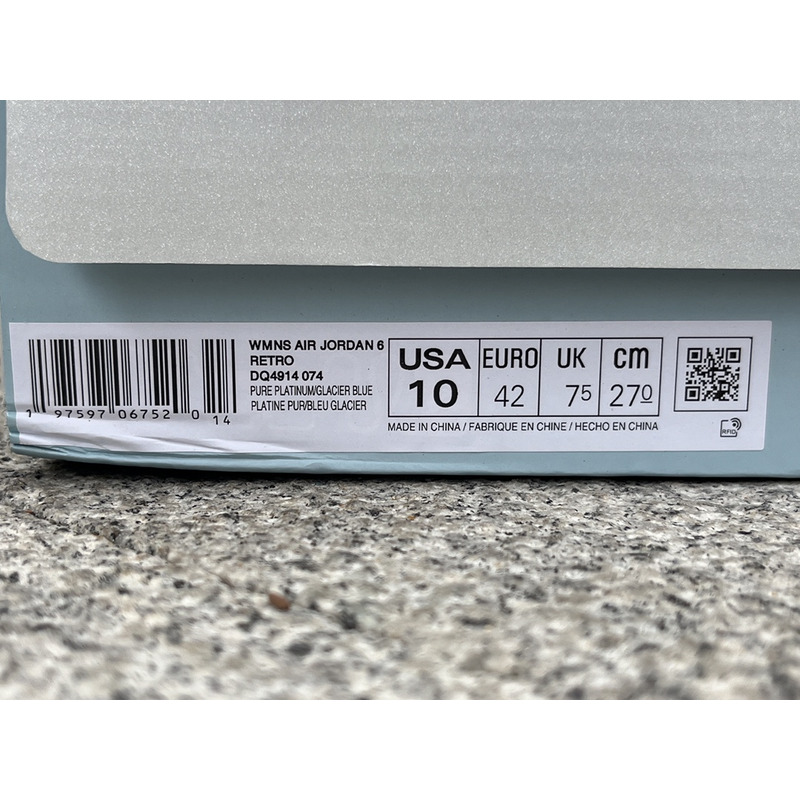 WMNS AIR JORDAN 6
RETRO
DQ4914 074
PURE PLATINUM/GLACIER BLUE
PLATINE PUR/BLEU GLACIER
1 97597 06752 0 14
USA EURO UK cm
10 42 75 270
MADE IN CHINA / FABRIQUE EN CHINE / HECHO EN CHINA
RFID